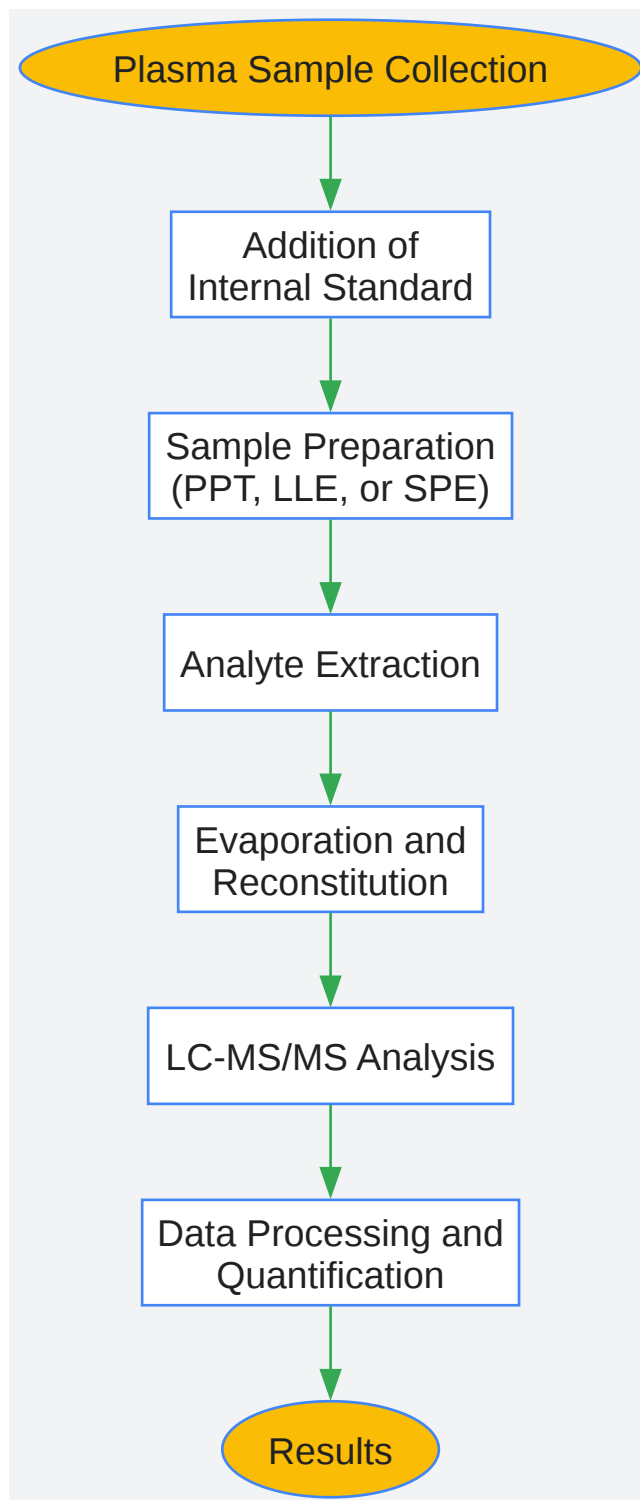 Plasma Sample Collection
Addition of
Internal Standard
Sample Preparation
(PPT, LLE, or SPE)
Analyte Extraction
Evaporation and
Reconstitution
LC-MS/MS Analysis
Data Processing and
Quantification
Results